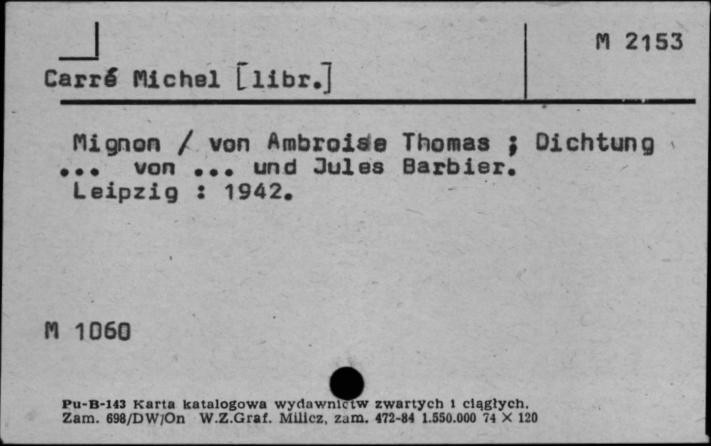 M 2153
Carré Michel [libr.]
Mignon / von Ambroise Thomas ; Dichtung
... von ... und Jules Barbier.
Leipzig : 1942.
M 1060
Pu-B-143 Karta katalogowa wydawnictw zwartych i ciągłych.
Zam. 698/DW/On W.Z.Graf. Milicz, zam. 472-84 1.550.000 74 X 120